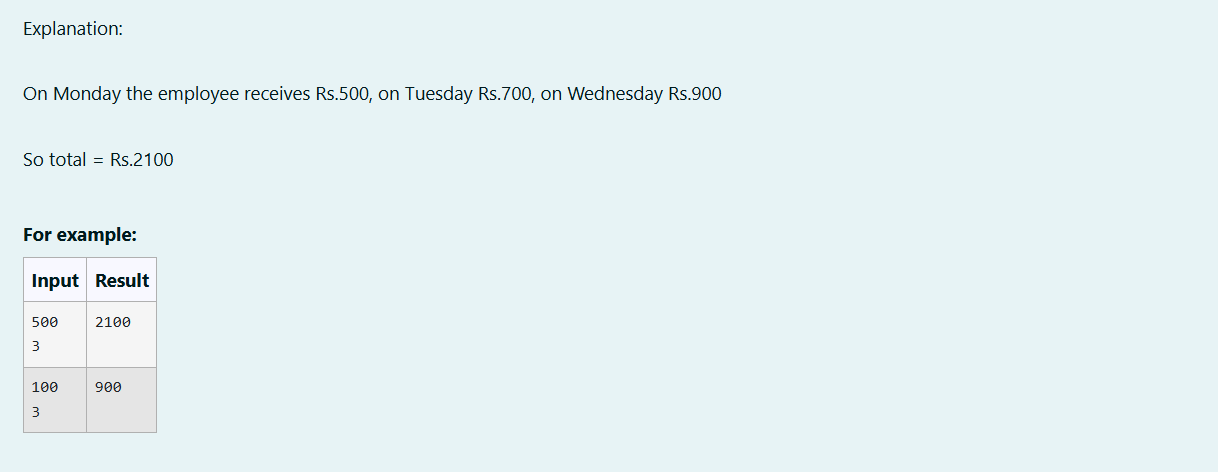 Explanation:
On Monday the employee receives Rs.500, on Tuesday Rs.700, on Wednesday Rs.900
So total = Rs.2100
For example:
Input Result
500 2100
3
100 900
3